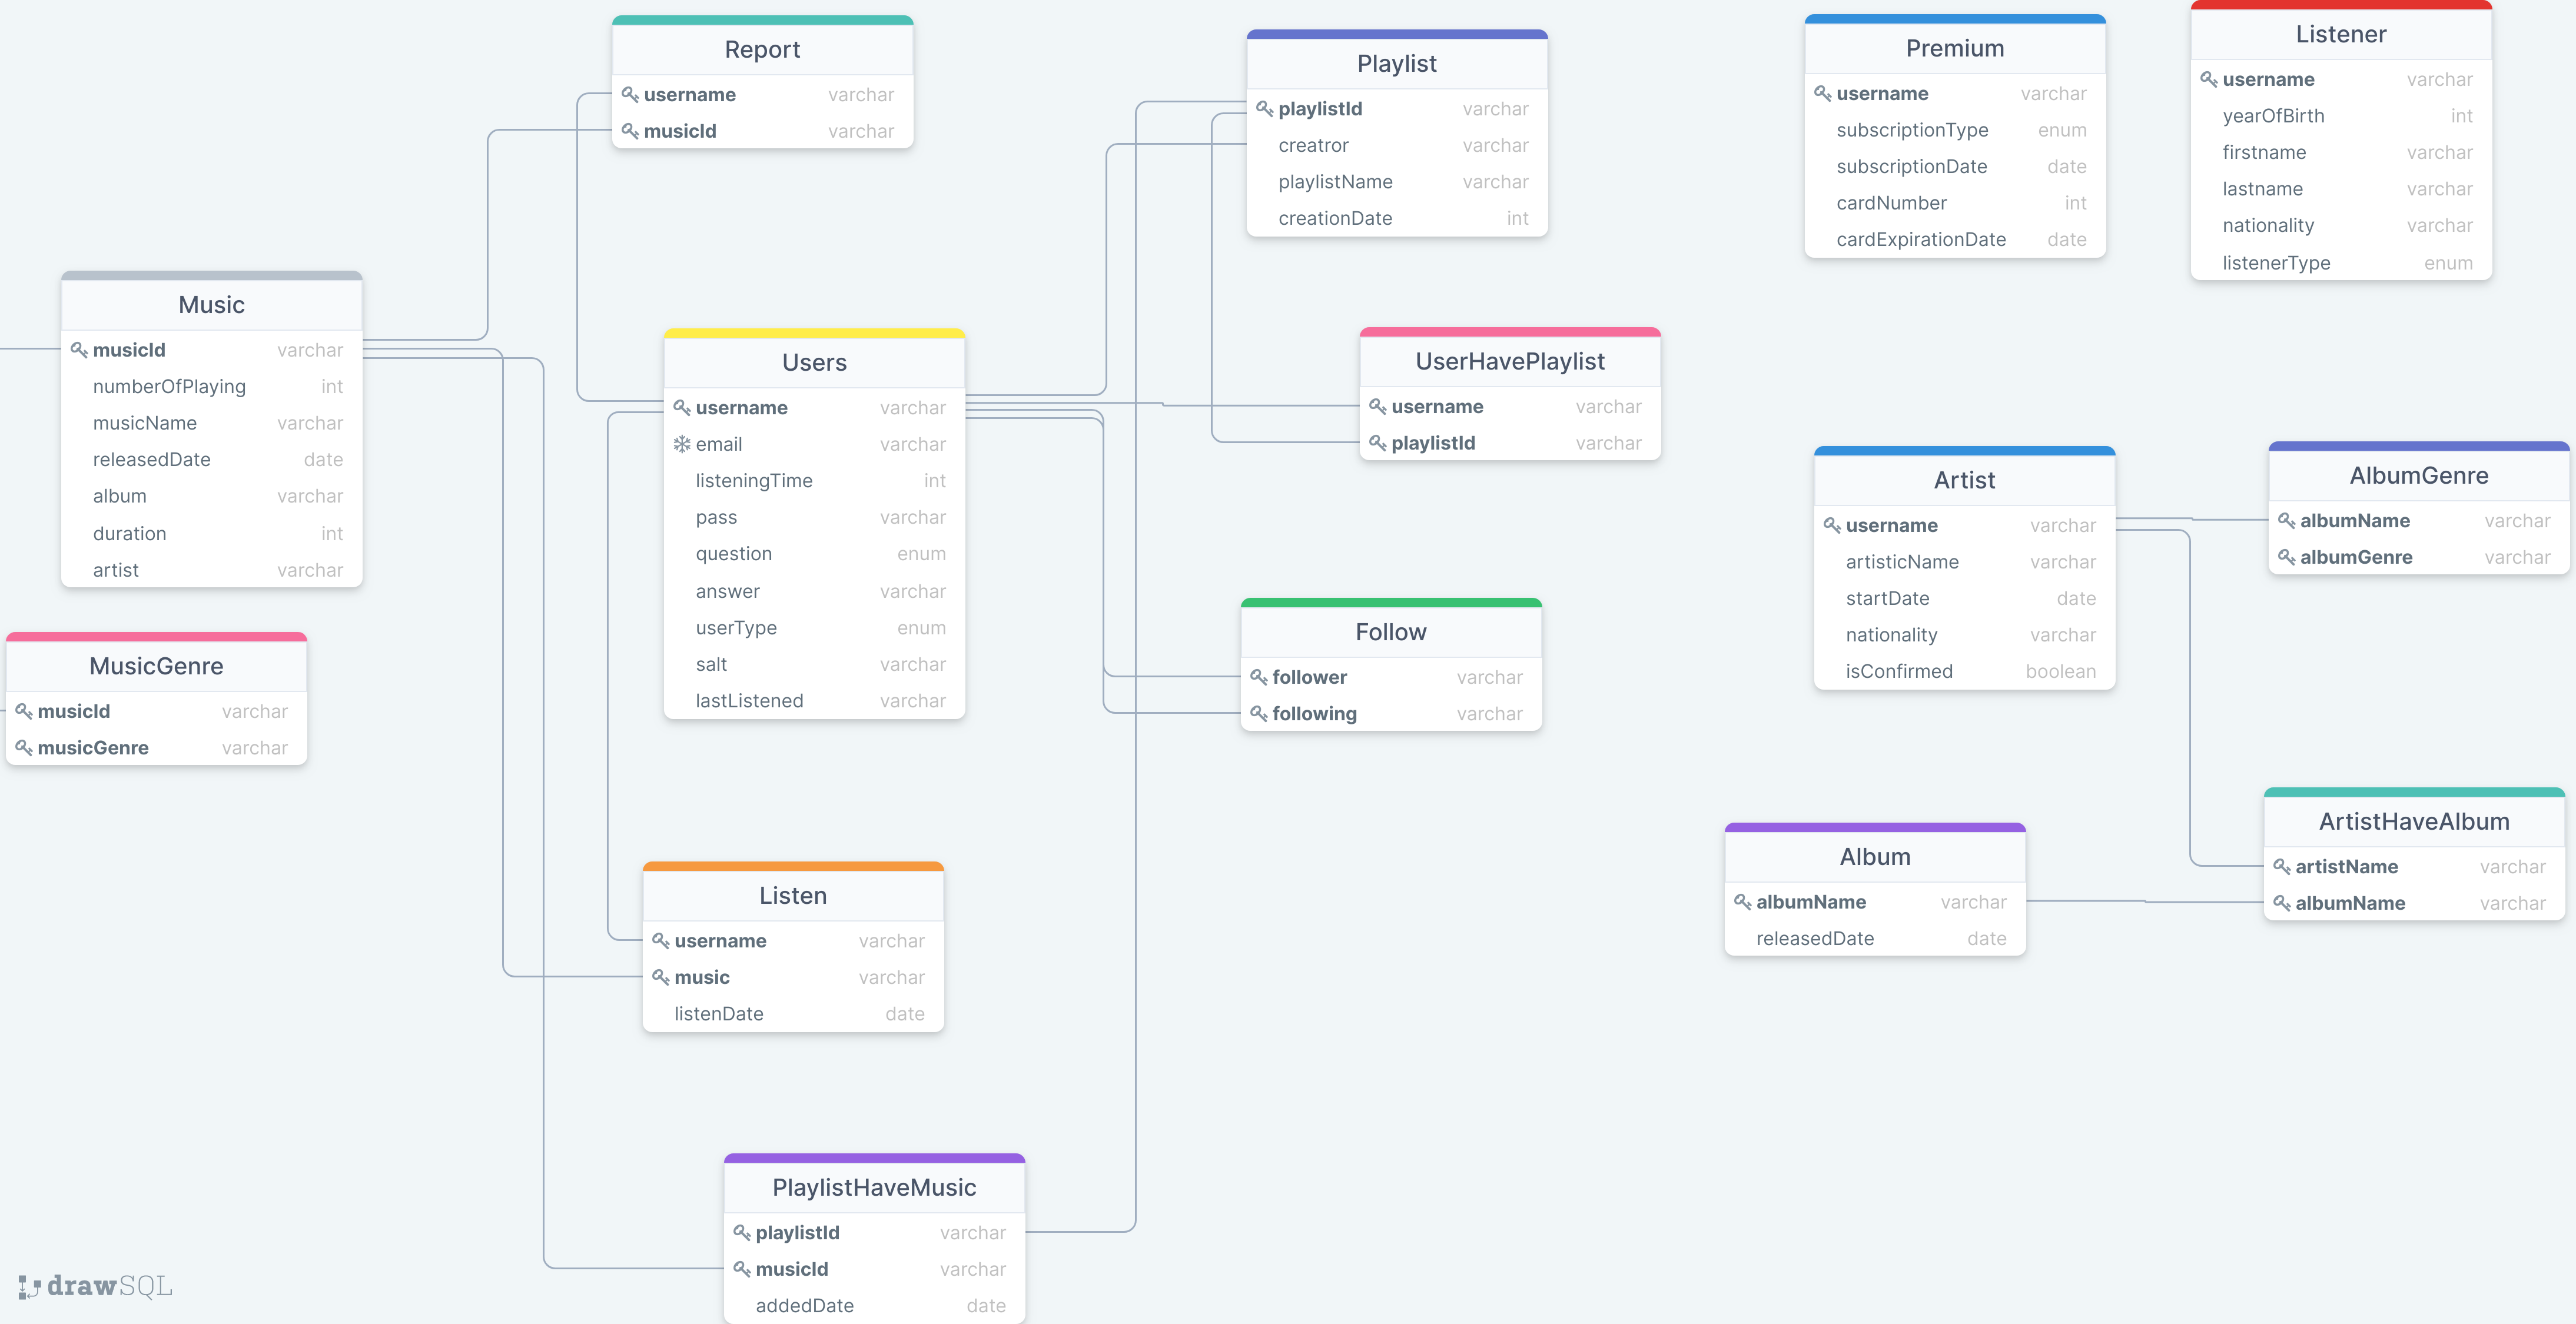 Report
username varchar
musicId varchar
Playlist
playlistId varchar
creatror varchar
playlistName varchar
creationDate int
Premium
username varchar
subscriptionType enum
subscriptionDate date
cardNumber int
cardExpirationDate date
Listener
username varchar
yearOfBirth int
firstname varchar
lastname varchar
nationality varchar
listenerType enum
Music
musicId varchar
numberOfPlaying int
musicName varchar
releasedDate date
album varchar
duration int
artist varchar
Users
username varchar
email varchar
listeningTime int
pass varchar
question enum
answer varchar
userType enum
salt varchar
lastListened varchar
UserHavePlaylist
username varchar
playlistId varchar
Artist
username varchar
artisticName varchar
startDate date
nationality varchar
isConfirmed boolean
AlbumGenre
albumName varchar
albumGenre varchar
MusicGenre
musicId varchar
musicGenre varchar
Follow
follower varchar
following varchar
Listen
username varchar
music varchar
listenDate date
Album
albumName varchar
releasedDate date
ArtistHaveAlbum
artistName varchar
albumName varchar
PlaylistHaveMusic
playlistId varchar
musicId varchar
addedDate date
drawSQL